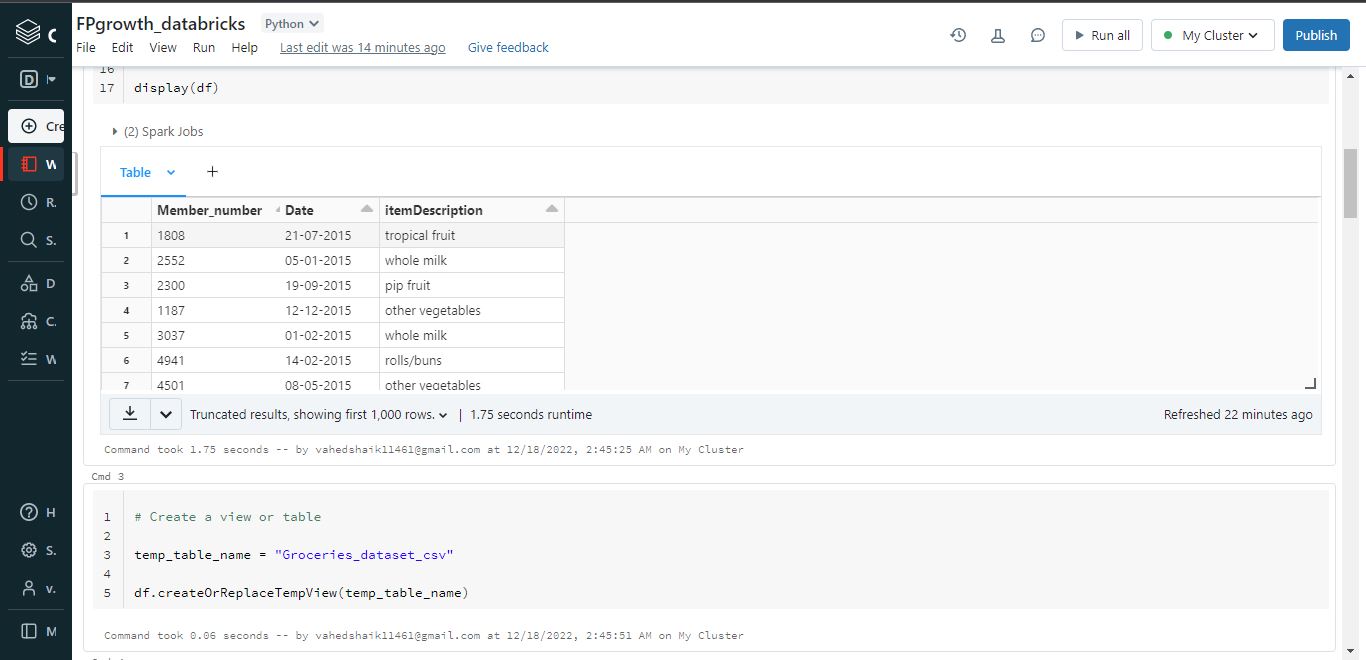 FPgrowth_databricks Python
File Edit View Run Help Last edit was 14 minutes ago Give feedback
Run all My Cluster Publish
D
Cre
W
R.
S.
D
C.
W
H
S.
v.
M
16
17 display(df)
(2) Spark Jobs
Table +
Member_number Date itemDescription
1 1808 21-07-2015 tropical fruit
2 2552 05-01-2015 whole milk
3 2300 19-09-2015 pip fruit
4 1187 12-12-2015 other vegetables
5 3037 01-02-2015 whole milk
6 4941 14-02-2015 rolls/buns
7 4501 08-05-2015 other vegetables
Truncated results, showing first 1,000 rows. | 1.75 seconds runtime Refreshed 22 minutes ago
Command took 1.75 seconds -- by vahedshaik11461@gmail.com at 12/18/2022, 2:45:25 AM on My Cluster
Cmd 3
1 # Create a view or table
2
3 temp_table_name = "Groceries_dataset_csv"
4
5 df.createOrReplaceTempView(temp_table_name)
Command took 0.06 seconds -- by vahedshaik11461@gmail.com at 12/18/2022, 2:45:51 AM on My Cluster